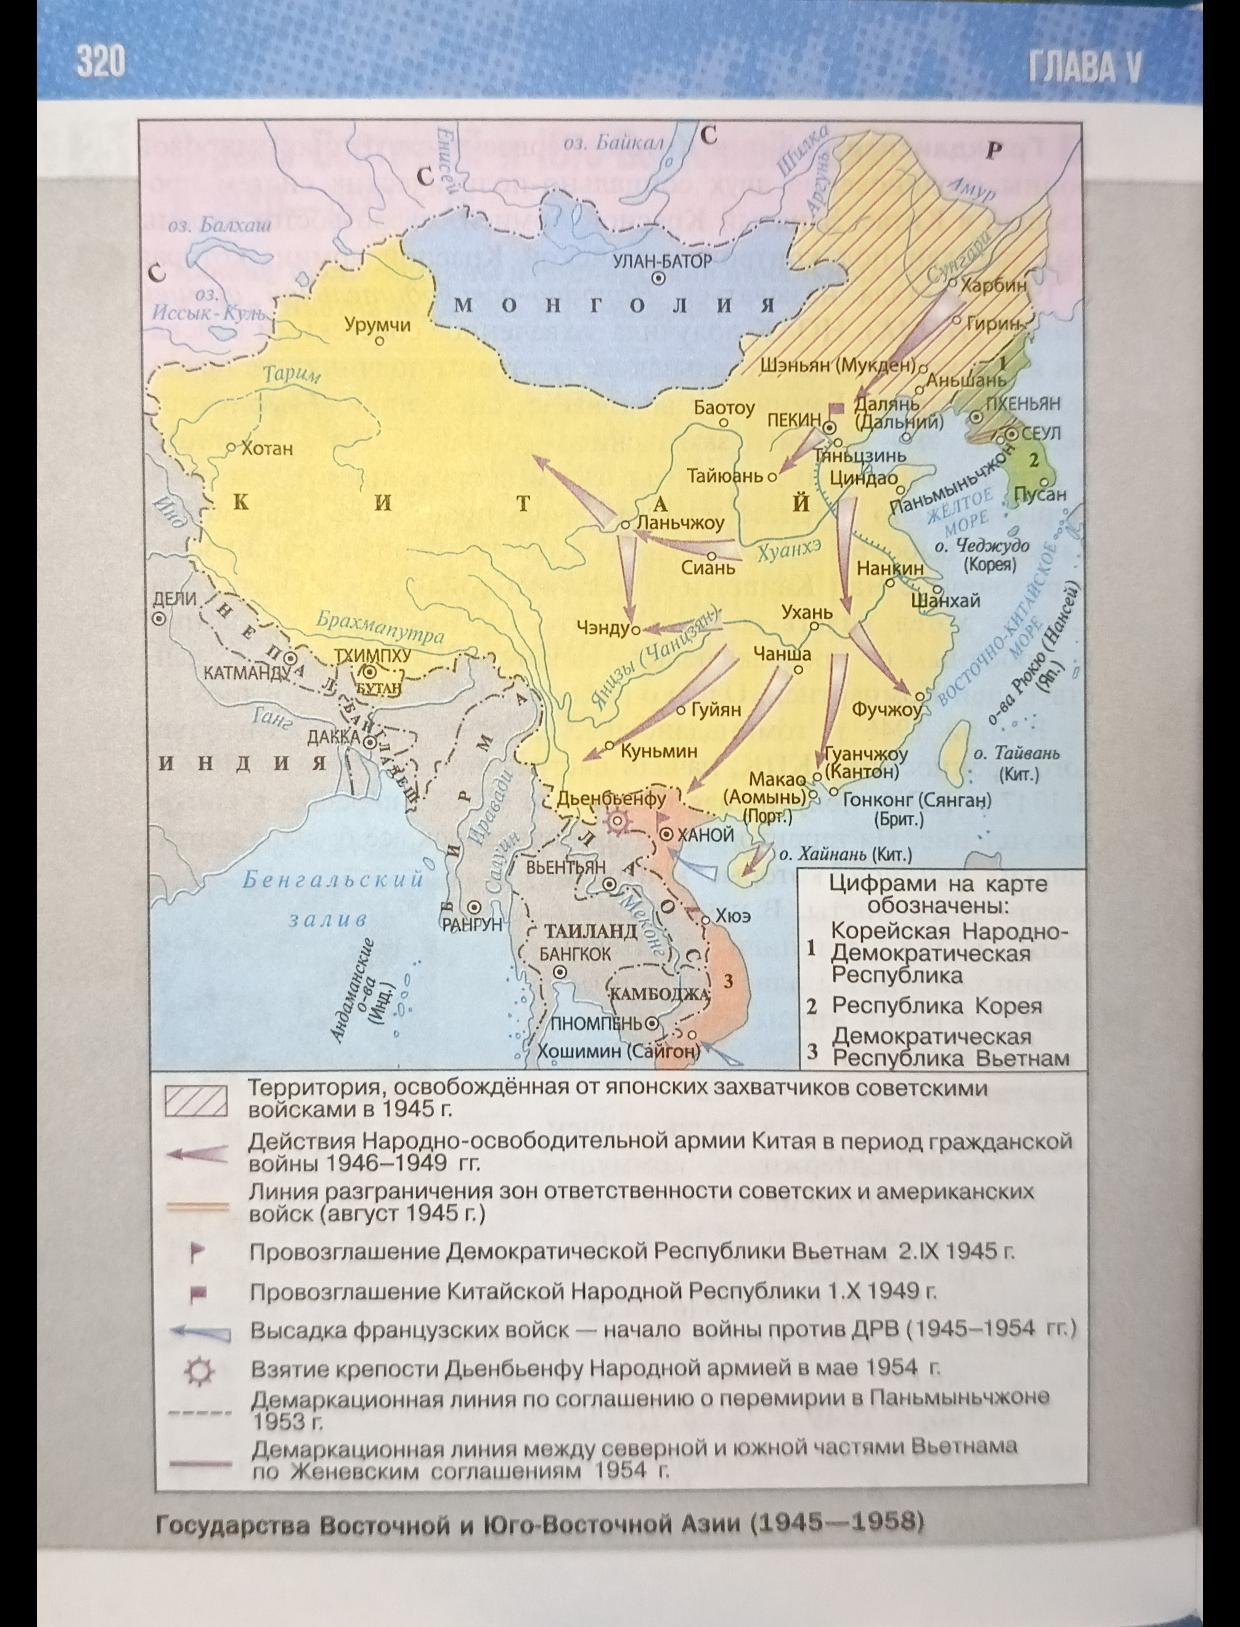 320
ГЛАВА V
оз. Байкал
Енисей
С
С
С
Р
Шилка
Аргунь
Амур
Сунгари
оз. Балхаш
оз.
Иссык-Куль
УЛАН-БАТОР
МОНГОЛИЯ
Харбин
Гирин
Урумчи
Шэньян (Мукден)
1
Аньшань
Тарим
Баотоу
ПЕКИН
Далянь
(Дальний)
ПХЕНЬЯН
СЕУЛ
Хотан
Тяньцзинь
Тайюань
Циндао
Паньмыньчжон
2
Пусан
КИТАЙ
ЖЁЛТОЕ
МОРЕ
Инд
Ланьчжоу
Хуанхэ
о. Чеджудо
(Корея)
Сиань
Нанкин
Шанхай
ДЕЛИ
НЕПАЛ
Брахмапутра
Чэнду
Ухань
Янцзы (Чанцзян)
ВОСТОЧНО-КИТАЙСКОЕ
МОРЕ
о-ва Рюкю (Нансей)
(Яп.)
КАТМАНДУ
ТХИМПХУ
БУТАН
Чанша
Ганг
БАНГЛАДЕШ
ДАККА
Гуйян
Фучжоу
Куньмин
ИНДИЯ
БИРМА
Гуанчжоу
(Кантон)
о. Тайвань
(Кит.)
Макао
(Аомынь)
(Порт.)
Гонконг (Сянган)
(Брит.)
Дьенбьенфу
ХАНОЙ
Иравади
Салуин
ЛАОС
о. Хайнань (Кит.)
Бенгальский
залив
ВЬЕНТЬЯН
Меконг
РАНГУН
Хюэ
ТАИЛАНД
БАНГКОК
Андаманские
о-ва
(Инд.)
КАМБОДЖА
3
ПНОМПЕНЬ
Хошимин (Сайгон)
Цифрами на карте
обозначены:
1 Корейская Народно-
Демократическая
Республика
2 Республика Корея
3 Демократическая
Республика Вьетнам
Территория, освобождённая от японских захватчиков советскими
войсками в 1945 г.
Действия Народно-освободительной армии Китая в период гражданской
войны 1946–1949 гг.
Линия разграничения зон ответственности советских и американских
войск (август 1945 г.)
Провозглашение Демократической Республики Вьетнам 2.IX 1945 г.
Провозглашение Китайской Народной Республики 1.X 1949 г.
Высадка французских войск — начало войны против ДРВ (1945–1954 гг.)
Взятие крепости Дьенбьенфу Народной армией в мае 1954 г.
Демаркационная линия по соглашению о перемирии в Паньмыньчжоне
1953 г.
Демаркационная линия между северной и южной частями Вьетнама
по Женевским соглашениям 1954 г.
Государства Восточной и Юго-Восточной Азии (1945—1958)